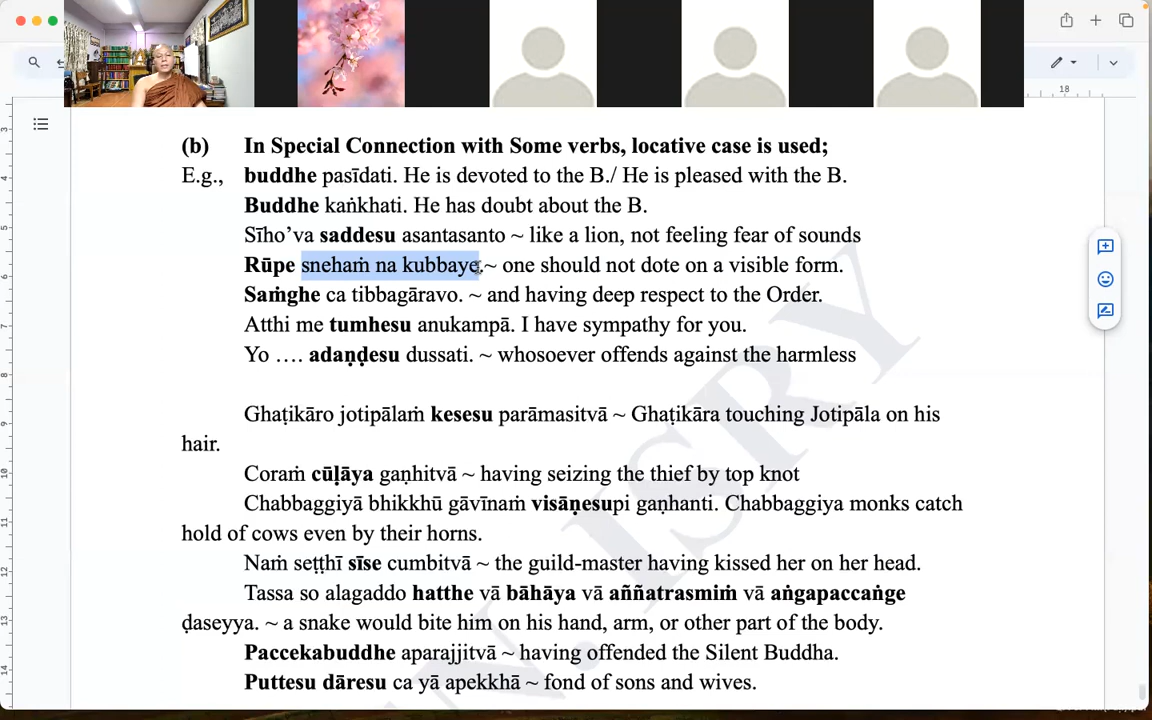 18
(b) In Special Connection with Some verbs, locative case is used;
E.g., buddhe pasīdati. He is devoted to the B./ He is pleased with the B.
Buddhe kaṅkhati. He has doubt about the B.
Sīho’va saddesu asantasanto ~ like a lion, not feeling fear of sounds
Rūpe snehaṁ na kubbaye.~ one should not dote on a visible form.
Saṁghe ca tibbagāravo. ~ and having deep respect to the Order.
Atthi me tumhesu anukampā. I have sympathy for you.
Yo …. adaṇḍesu dussati. ~ whosoever offends against the harmless
Ghaṭikāro jotipālaṁ kesesu parāmasitvā ~ Ghaṭikāra touching Jotipāla on his
hair.
Coraṁ cūḷāya gaṇhitvā ~ having seizing the thief by top knot
Chabbaggiyā bhikkhū gāvīnaṁ visāṇesupi gaṇhanti. Chabbaggiya monks catch
hold of cows even by their horns.
Naṁ seṭṭhī sīse cumbitvā ~ the guild-master having kissed her on her head.
Tassa so alagaddo hatthe vā bāhāya vā aññatrasmiṁ vā aṅgapaccaṅge
ḍaseyya. ~ a snake would bite him on his hand, arm, or other part of the body.
Paccekabuddhe aparajjitvā ~ having offended the Silent Buddha.
Puttesu dāresu ca yā apekkhā ~ fond of sons and wives.